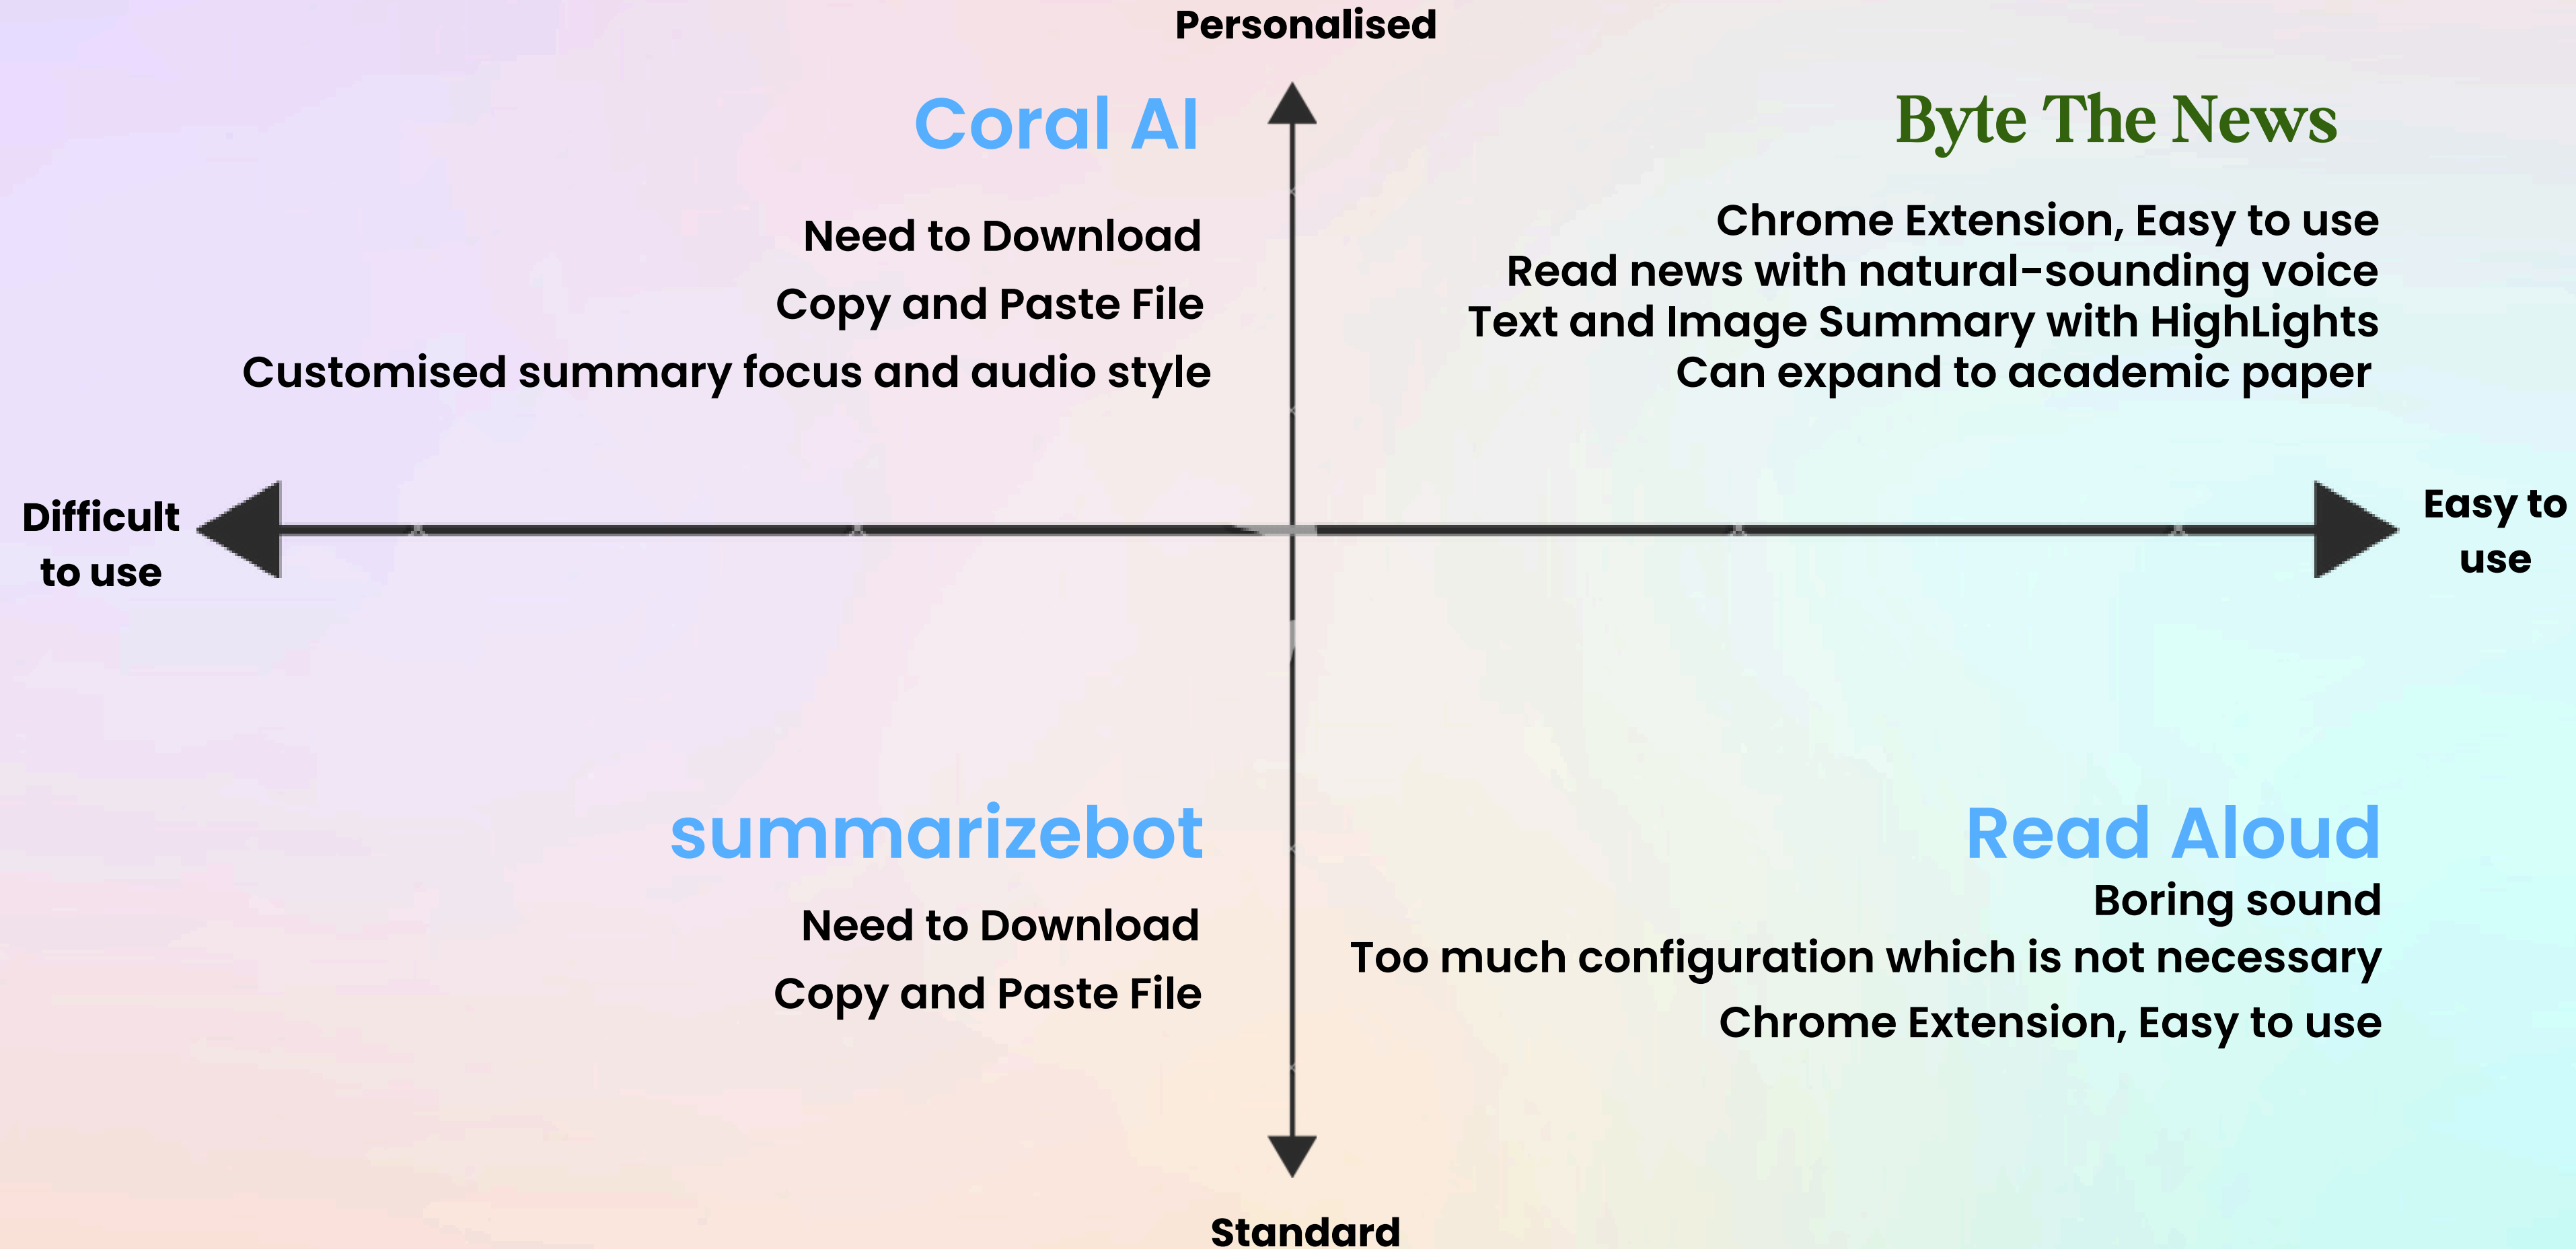 Personalised
Coral AI
Need to Download
Copy and Paste File
Customised summary focus and audio style
Byte The News
Chrome Extension, Easy to use
Read news with natural-sounding voice
Text and Image Summary with HighLights
Can expand to academic paper
Difficult
to use
Easy to
use
summarizebot
Need to Download
Copy and Paste File
Read Aloud
Boring sound
Too much configuration which is not necessary
Chrome Extension, Easy to use
Standard